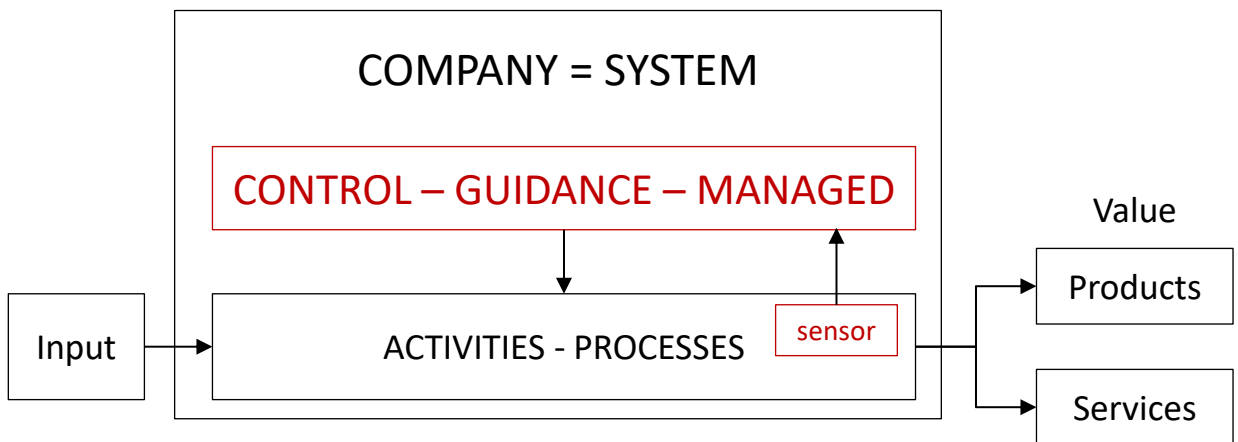 COMPANY = SYSTEM
CONTROL – GUIDANCE – MANAGED
Value
Products
sensor
Input
ACTIVITIES - PROCESSES
Services